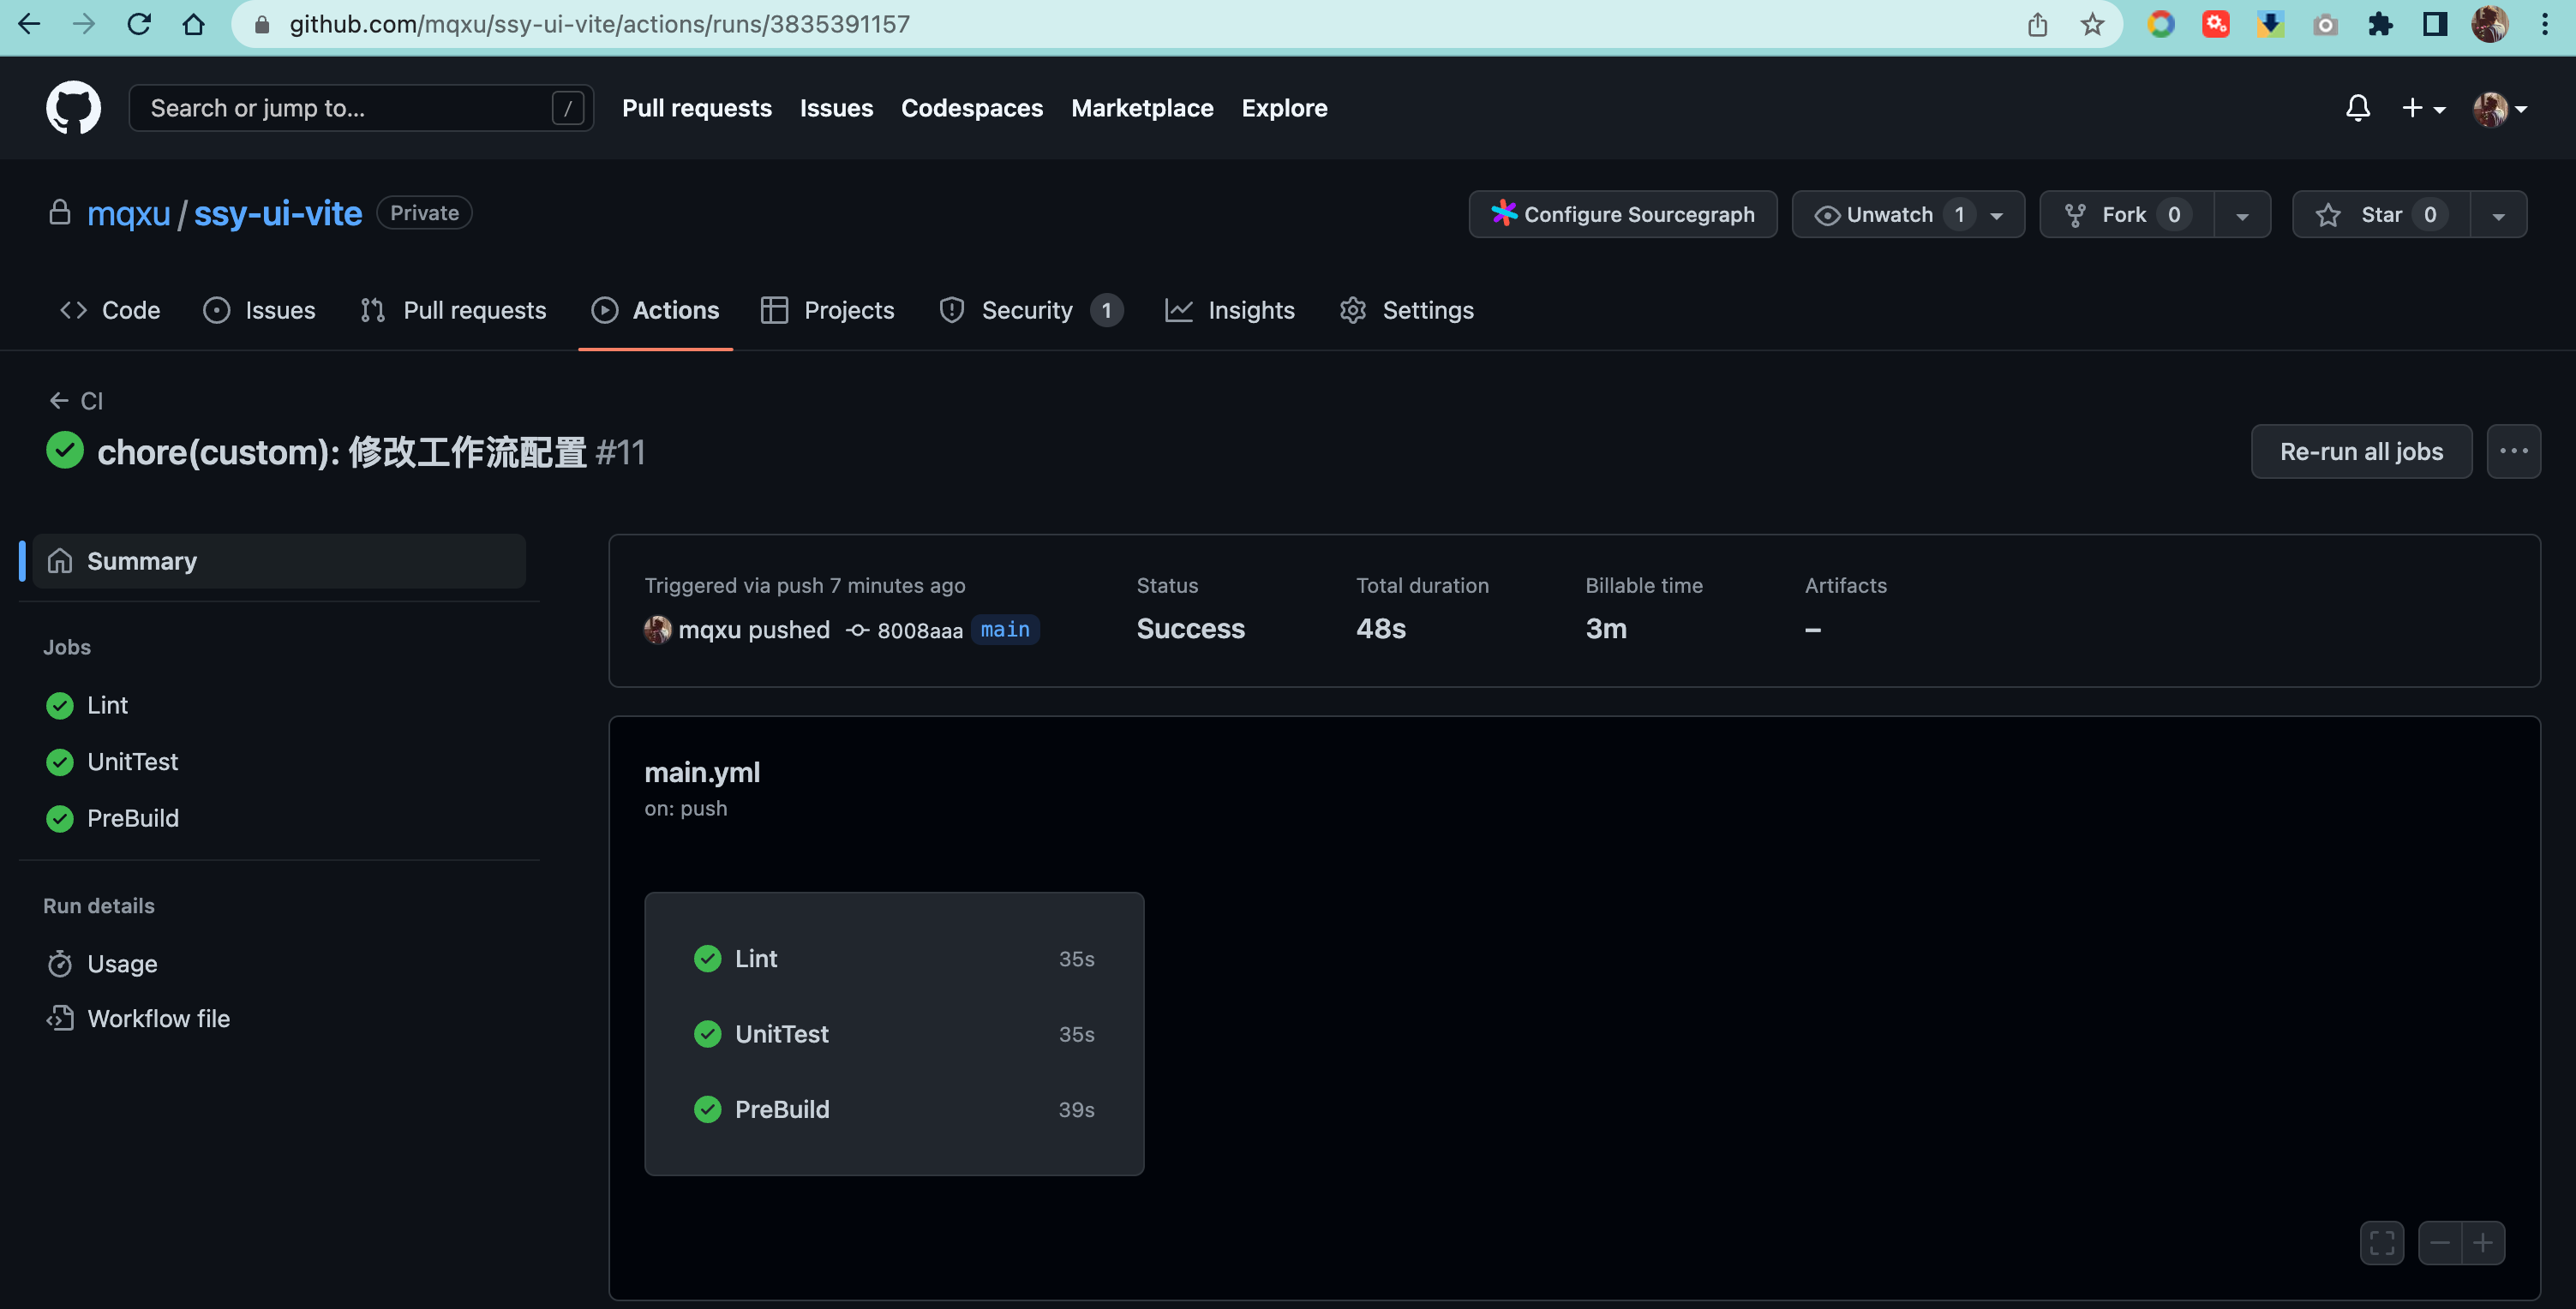 github.com/mqxu/ssy-ui-vite/actions/runs/3835391157
Search or jump to... / Pull requests Issues Codespaces Marketplace Explore
mqxu / ssy-ui-vite Private Configure Sourcegraph Unwatch 1 Fork 0 Star 0
Code Issues Pull requests Actions Projects Security 1 Insights Settings
← CI
chore(custom): 修改工作流配置 #11
Re-run all jobs ...
Summary
Jobs
Lint
UnitTest
PreBuild
Run details
Usage
Workflow file
Triggered via push 7 minutes ago
mqxu pushed 8008aaa main
Status
Success
Total duration
48s
Billable time
3m
Artifacts
–
main.yml
on: push
Lint 35s
UnitTest 35s
PreBuild 39s